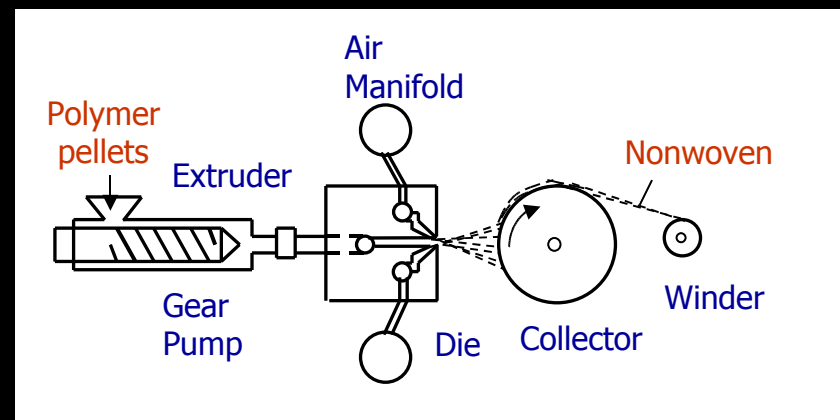 Air
Manifold
Polymer
pellets
Extruder
Nonwoven
Gear
Pump
Die
Collector
Winder